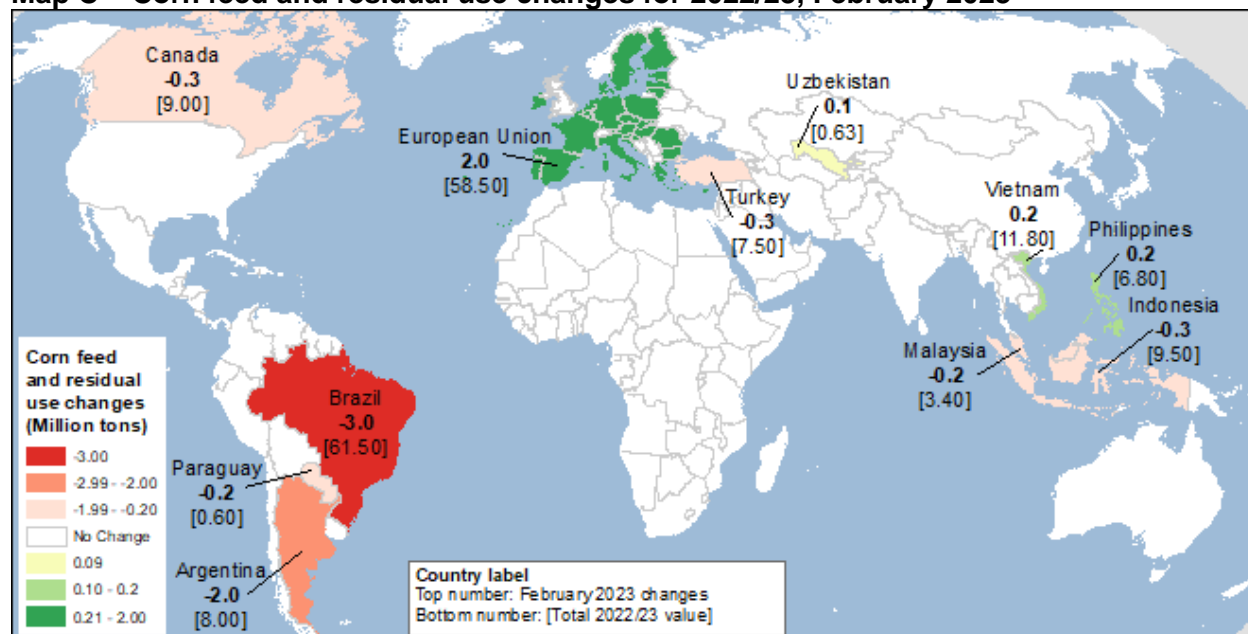 Canada
-0.3
[9.00]
European Union
2.0
[58.50]
Uzbekistan
0.1
[0.63]
Turkey
-0.3
[7.50]
Vietnam
0.2
[11.80]
Philippines
0.2
[6.80]
Indonesia
-0.3
[9.50]
Malaysia
-0.2
[3.40]
Brazil
-3.0
[61.50]
Paraguay
-0.2
[0.60]
Argentina
-2.0
[8.00]
Corn feed
and residual
use changes
(Million tons)
-3.00
-2.99 - -2.00
-1.99 - -0.20
No Change
0.09
0.10 - 0.2
0.21 - 2.00
Country label
Top number: February 2023 changes
Bottom number: [Total 2022/23 value]